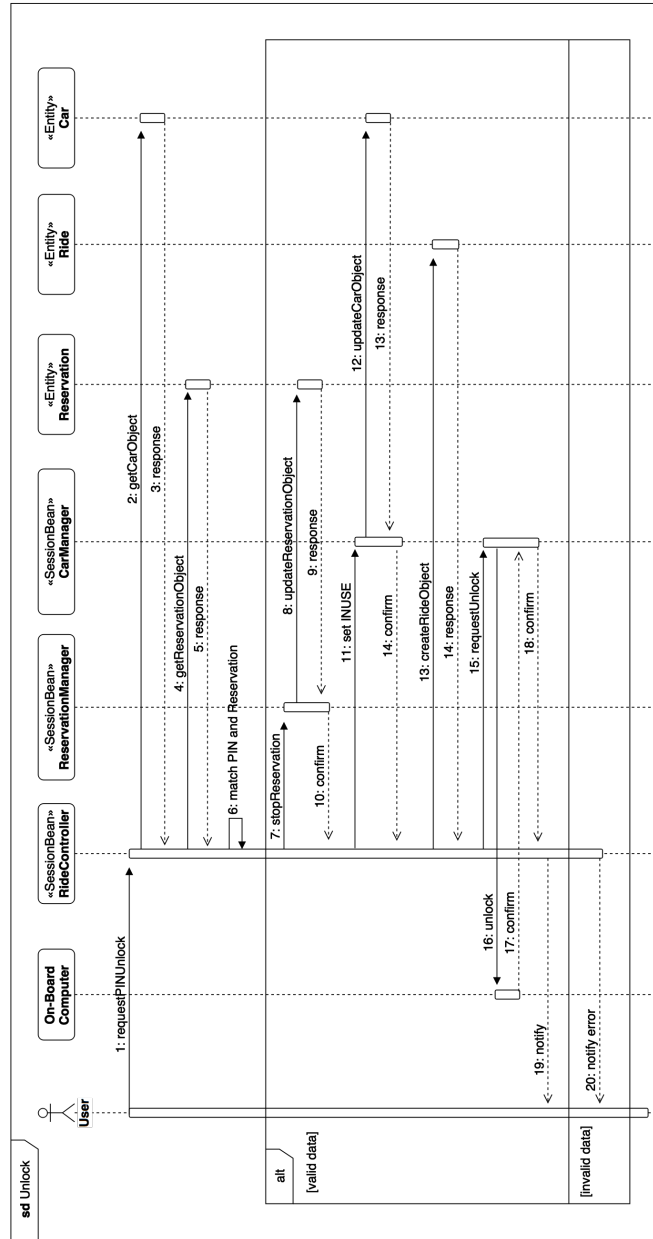 sd Unlock
User
On-Board
Computer
«SessionBean»
RideController
«SessionBean»
ReservationManager
«SessionBean»
CarManager
«Entity»
Reservation
«Entity»
Ride
«Entity»
Car
1: requestPINUnlock
2: getCarObject
3: response
4: getReservationObject
5: response
6: match PIN and Reservation
alt
[valid data]
7: stopReservation
8: updateReservationObject
9: response
10: confirm
11: set INUSE
12: updateCarObject
13: response
14: confirm
13: createRideObject
14: response
15: requestUnlock
16: unlock
17: confirm
18: confirm
19: notify
[invalid data]
20: notify error